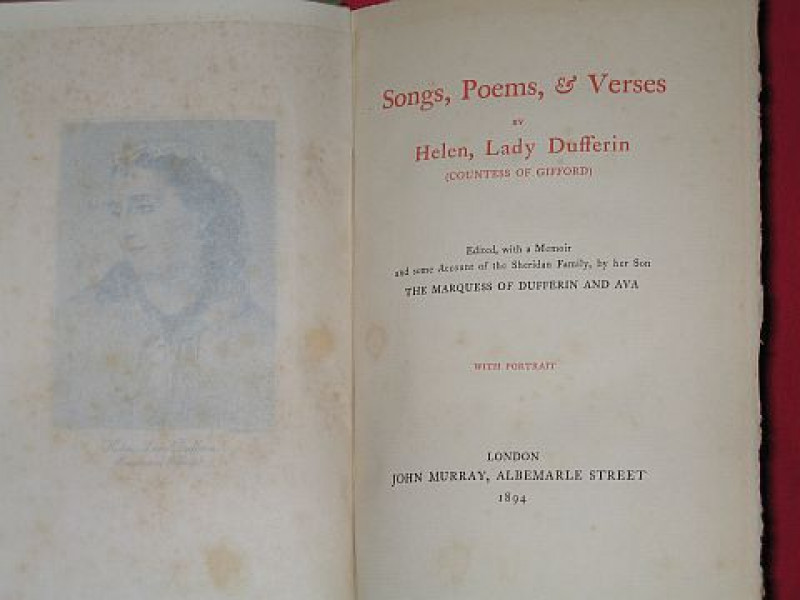 Songs, Poems, & Verses
BY
Helen, Lady Dufferin
(COUNTESS OF GIFFORD)
Edited, with a Memoir
and some Account of the Sheridan Family, by her Son
THE MARQUESS OF DUFFERIN AND AVA
WITH PORTRAIT
LONDON
JOHN MURRAY, ALBEMARLE STREET
1894